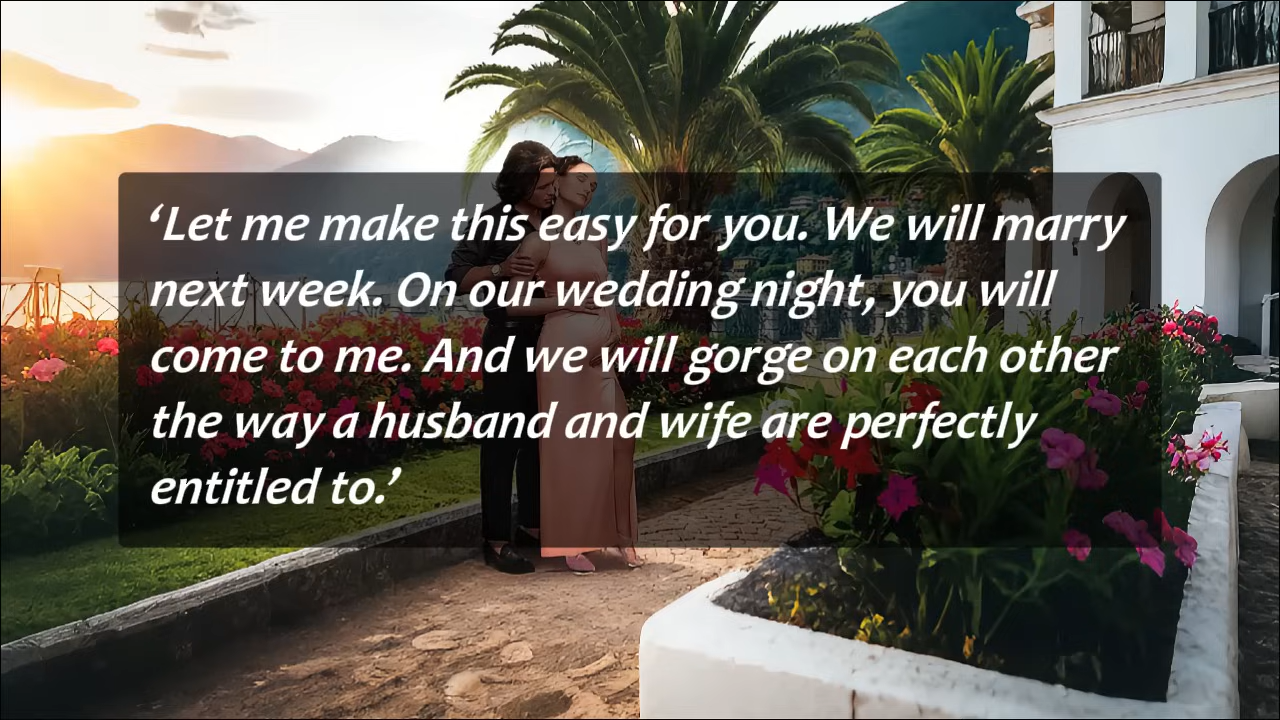 ‘Let me make this easy for you. We will marry
next week. On our wedding night, you will
come to me. And we will gorge on each other
the way a husband and wife are perfectly
entitled to.’